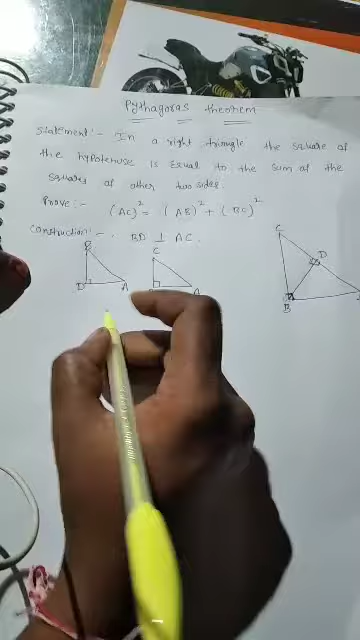 Pythagoras theorem
Statement:- In a right triangle the square of
the hypotenuse is Equal to the sum of the
squares of other two sides.
Prove:- (AC)² = (AB)² + (BC)²
Construction:- BD ⊥ AC.
B
C
C
D
D
A
A
B